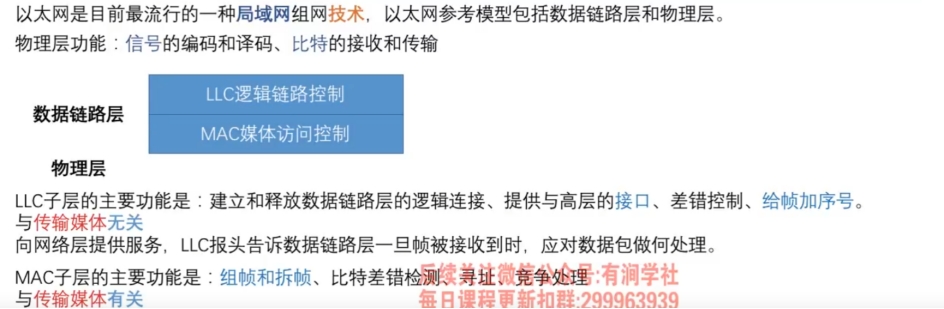 以太网是目前最流行的一种局域网组网技术，以太网参考模型包括数据链路层和物理层。
物理层功能：信号的编码和译码、比特的接收和传输
LLC逻辑链路控制
数据链路层
MAC媒体访问控制
物理层
LLC子层的主要功能是：建立和释放数据链路层的逻辑连接、提供与高层的接口、差错控制、给帧加序号。
与传输媒体无关
向网络层提供服务，LLC报头告诉数据链路层一旦帧被接收到时，应对数据包做何处理。
MAC子层的主要功能是：组帧和拆帧、比特差错检测、寻址、竞争处理
后续关注微信公众号:有涧学社
与传输媒体有关
每日课程更新扣群:299963939